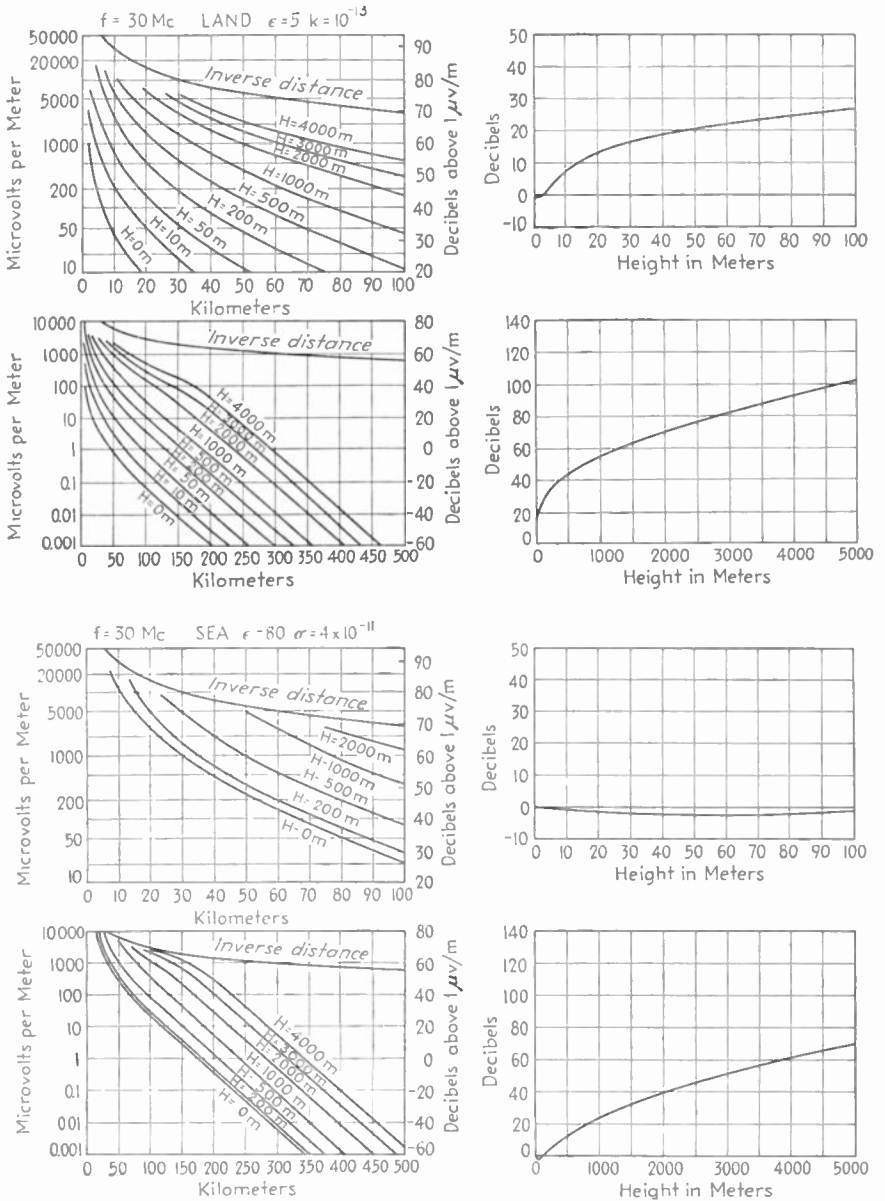 f = 30 Mc LAND ϵ=5 k=10⁻¹³
Microvolts per Meter
50000
20000
5000
1000
200
50
10
Inverse distance
H=4000m
H=3000m
H=2000m
H=1000m
H=500m
H=200
H=50m
H=10m
H=0m
90
80
70
60
50
40
30
20
Decibels above 1μv/m
0 10 20 30 40 50 60 70 80 90 100
Kilometers
Decibels
50
40
30
20
10
0
-10
0 10 20 30 40 50 60 70 80 90 100
Height in Meters
Microvolts per Meter
10000
1000
100
10
1
0.1
0.01
0.001
Inverse distance
H=4000m
H=3000m
H=2000m
H=1000m
H=500m
H=200m
H=50m
H=10m
H=0m
80
60
40
20
0
-20
-40
-60
Decibels above 1μv/m
0 50 100 150 200 250 300 350 400 450 500
Kilometers
Decibels
140
120
100
80
60
40
20
0
0 1000 2000 3000 4000 5000
Height in Meters
f = 30 Mc SEA ϵ-80 σ=4x10⁻¹¹
Microvolts per Meter
50000
20000
5000
1000
200
50
10
Inverse distance
H=2000m
H-1000m
H-500m
H-200m
H-0m
90
80
70
60
50
40
30
20
Decibels above 1μv/m
0 10 20 30 40 50 60 70 80 90 100
Kilometers
Decibels
50
40
30
20
10
0
-10
0 10 20 30 40 50 60 70 80 90 100
Height in Meters
Microvolts per Meter
10000
1000
100
10
1
0.1
0.01
0.001
Inverse distance
H=4000m
H=3000m
H=2000m
H=1000m
H=500m
H=200m
H=0m
80
60
40
20
0
-20
-40
-60
Decibels above 1μv/m
0 50 100 150 200 250 300 350 400 450 500
Kilometers
Decibels
140
120
100
80
60
40
20
0
0 1000 2000 3000 4000 5000
Height in Meters